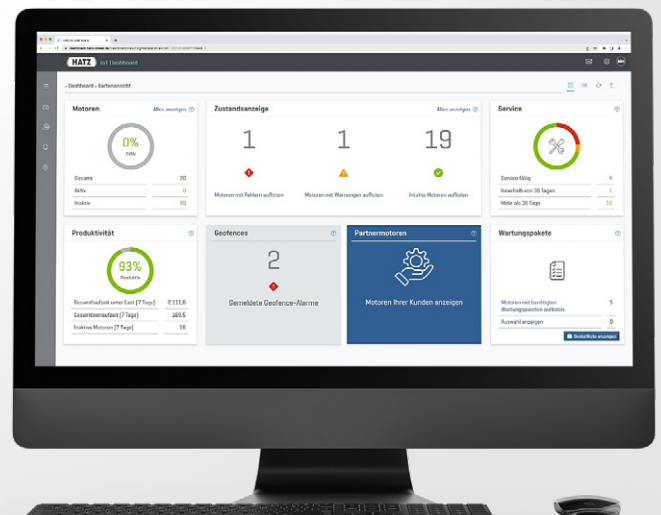 HATZ IoT Dashboard
› Dashboard › Kartenansicht
Motoren
Alles anzeigen
0%
Aktiv
Gesamt 20
Aktiv 0
Inaktiv 20
Zustandsanzeige
Alles anzeigen
1
Motoren mit Fehlern auflisten
1
Motoren mit Warnungen auflisten
19
Intakte Motoren auflisten
Service
Service fällig
Innerhalb von 30 Tagen
Mehr als 30 Tage 12
Produktivität
93%
Produktiv
Gesamtlaufzeit unter Last [7 Tage]
Gesamtleerlaufzeit [7 Tage]
Inaktive Motoren [7 Tage] 16
Geofences
2
Gemeldete Geofence-Alarme
Partnermotoren
Motoren Ihrer Kunden anzeigen
Wartungspakete
Motoren mit benötigten
Wartungspaketen auflisten 5
Auswahl anzeigen 0
Bestellliste anzeigen